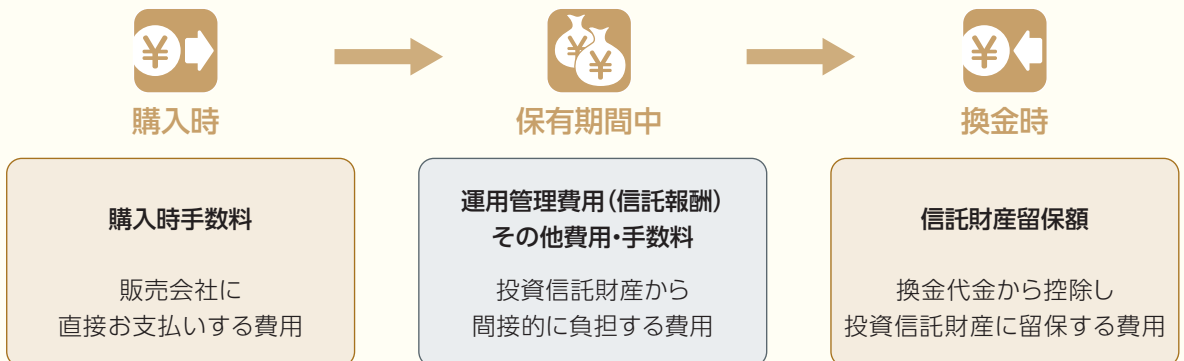 購入時
保有期間中
換金時
購入時手数料
販売会社に
直接お支払いする費用
運用管理費用(信託報酬)
その他費用・手数料
投資信託財産から
間接的に負担する費用
信託財産留保額
換金代金から控除し
投資信託財産に留保する費用